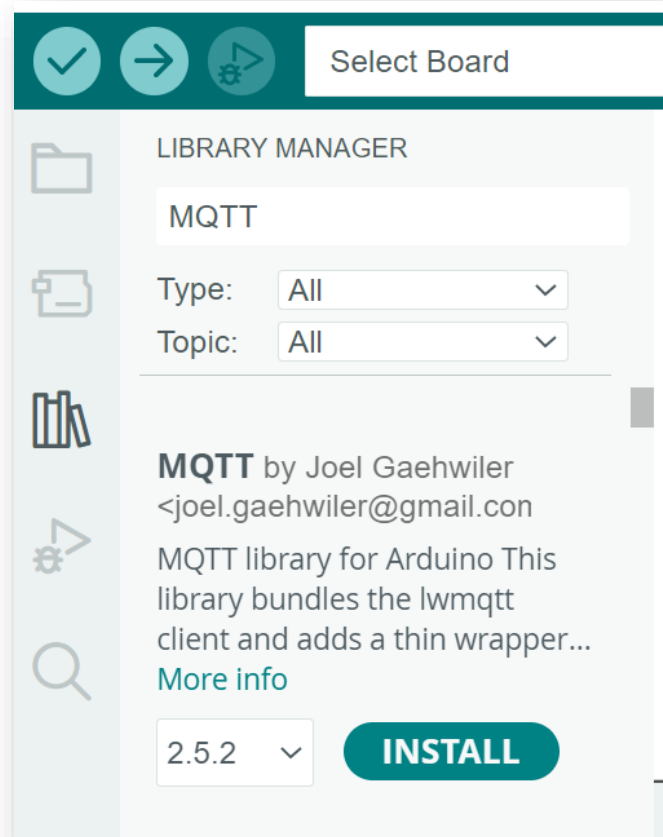 Select Board
LIBRARY MANAGER
MQTT
Type: All
Topic: All
MQTT by Joel Gaehwiler
<joel.gaehwiler@gmail.con
MQTT library for Arduino This
library bundles the lwmqtt
client and adds a thin wrapper...
More info
2.5.2 INSTALL